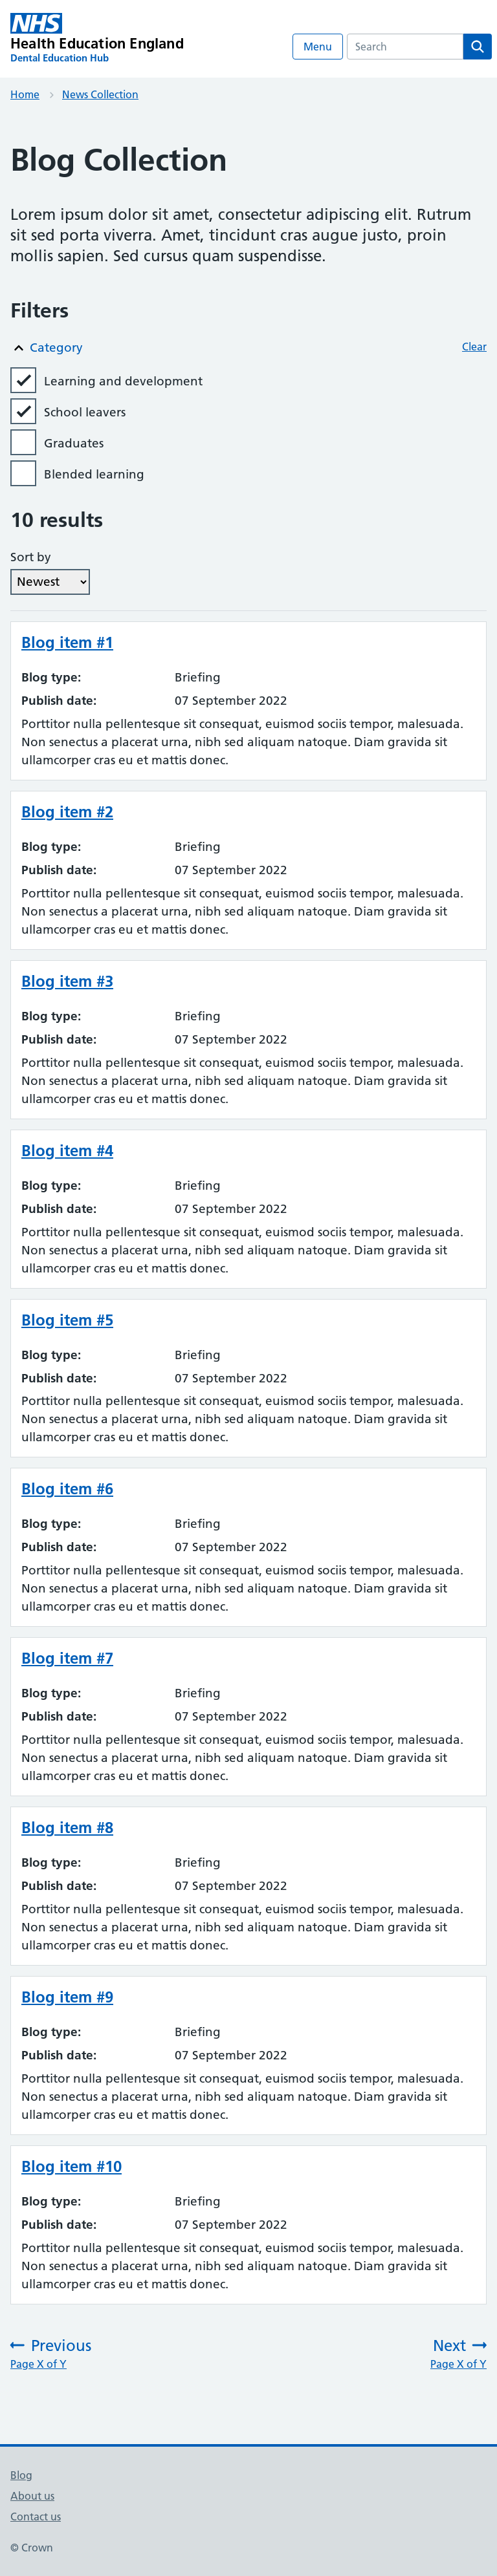 NHS
Health Education England
Dental Education Hub
Menu
Search
Home
News Collection
Blog Collection
Lorem ipsum dolor sit amet, consectetur adipiscing elit. Rutrum
sit sed porta viverra. Amet, tincidunt cras augue justo, proin
mollis sapien. Sed cursus quam suspendisse.
Filters
Category
Clear
Learning and development
School leavers
Graduates
Blended learning
10 results
Sort by
Newest
Blog item #1
Blog type: Briefing
Publish date: 07 September 2022
Porttitor nulla pellentesque sit consequat, euismod sociis tempor, malesuada.
Non senectus a placerat urna, nibh sed aliquam natoque. Diam gravida sit
ullamcorper cras eu et mattis donec.
Blog item #2
Blog type: Briefing
Publish date: 07 September 2022
Porttitor nulla pellentesque sit consequat, euismod sociis tempor, malesuada.
Non senectus a placerat urna, nibh sed aliquam natoque. Diam gravida sit
ullamcorper cras eu et mattis donec.
Blog item #3
Blog type: Briefing
Publish date: 07 September 2022
Porttitor nulla pellentesque sit consequat, euismod sociis tempor, malesuada.
Non senectus a placerat urna, nibh sed aliquam natoque. Diam gravida sit
ullamcorper cras eu et mattis donec.
Blog item #4
Blog type: Briefing
Publish date: 07 September 2022
Porttitor nulla pellentesque sit consequat, euismod sociis tempor, malesuada.
Non senectus a placerat urna, nibh sed aliquam natoque. Diam gravida sit
ullamcorper cras eu et mattis donec.
Blog item #5
Blog type: Briefing
Publish date: 07 September 2022
Porttitor nulla pellentesque sit consequat, euismod sociis tempor, malesuada.
Non senectus a placerat urna, nibh sed aliquam natoque. Diam gravida sit
ullamcorper cras eu et mattis donec.
Blog item #6
Blog type: Briefing
Publish date: 07 September 2022
Porttitor nulla pellentesque sit consequat, euismod sociis tempor, malesuada.
Non senectus a placerat urna, nibh sed aliquam natoque. Diam gravida sit
ullamcorper cras eu et mattis donec.
Blog item #7
Blog type: Briefing
Publish date: 07 September 2022
Porttitor nulla pellentesque sit consequat, euismod sociis tempor, malesuada.
Non senectus a placerat urna, nibh sed aliquam natoque. Diam gravida sit
ullamcorper cras eu et mattis donec.
Blog item #8
Blog type: Briefing
Publish date: 07 September 2022
Porttitor nulla pellentesque sit consequat, euismod sociis tempor, malesuada.
Non senectus a placerat urna, nibh sed aliquam natoque. Diam gravida sit
ullamcorper cras eu et mattis donec.
Blog item #9
Blog type: Briefing
Publish date: 07 September 2022
Porttitor nulla pellentesque sit consequat, euismod sociis tempor, malesuada.
Non senectus a placerat urna, nibh sed aliquam natoque. Diam gravida sit
ullamcorper cras eu et mattis donec.
Blog item #10
Blog type: Briefing
Publish date: 07 September 2022
Porttitor nulla pellentesque sit consequat, euismod sociis tempor, malesuada.
Non senectus a placerat urna, nibh sed aliquam natoque. Diam gravida sit
ullamcorper cras eu et mattis donec.
Previous
Page X of Y
Next
Page X of Y
Blog
About us
Contact us
© Crown